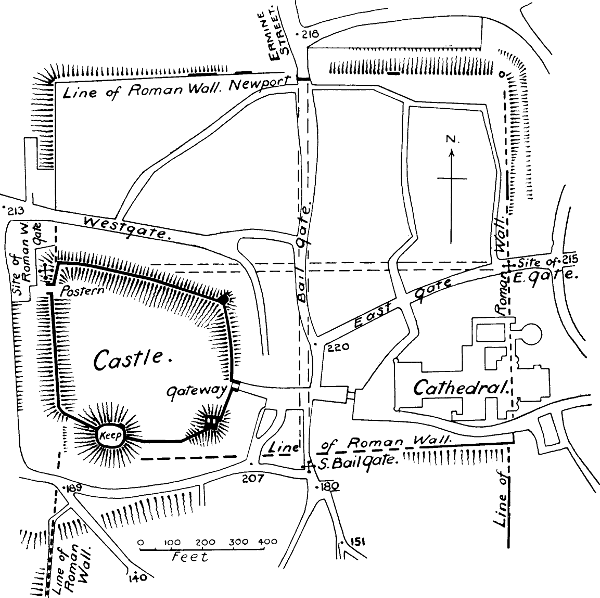 ERMINE
STREET.
218
Line of Roman Wall. Newport
N.
213
Westgate.
Bail Gate.
Roman Wall.
Site of
Roman W.
Gate
Site of 215
E. Gate.
Postern
East Gate
220
Castle.
Gateway
Cathedral.
Keep
Line of Roman Wall.
S. Bail Gate.
207
189
180
Line of
151
0 100 200 300 400
Feet
140
Line of
Roman
Wall.